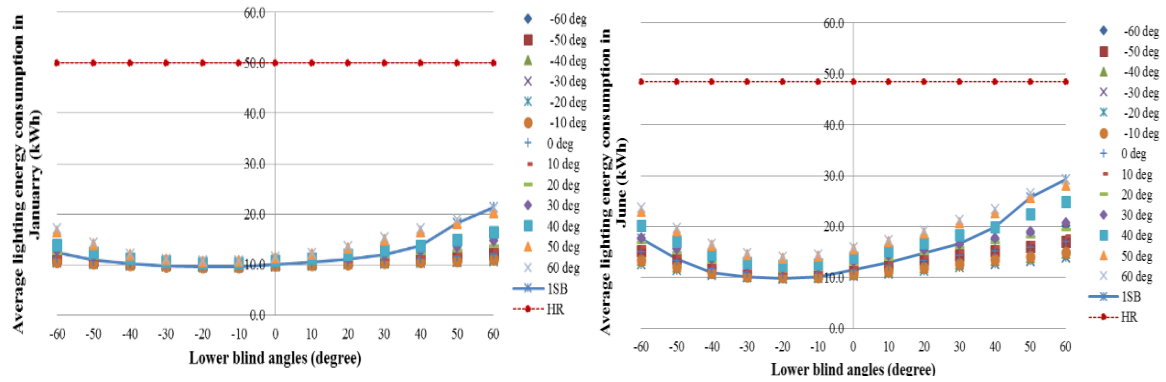 Average lighting energy consumption in
Januarry (kWh)
60.0
50.0
40.0
30.0
20.0
10.0
0.0
-60 -50 -40 -30 -20 -10 0 10 20 30 40 50 60
Lower blind angles (degree)
-60 deg
-50 deg
-40 deg
-30 deg
-20 deg
-10 deg
0 deg
10 deg
20 deg
30 deg
40 deg
50 deg
60 deg
1SB
HR
Average lighting energy consumption in
June (kWh)
60.0
50.0
40.0
30.0
20.0
10.0
0.0
-60 -50 -40 -30 -20 -10 0 10 20 30 40 50 60
Lower blind angles (degree)
-60 deg
-50 deg
-40 deg
-30 deg
-20 deg
-10 deg
0 deg
10 deg
20 deg
30 deg
40 deg
50 deg
60 deg
1SB
HR